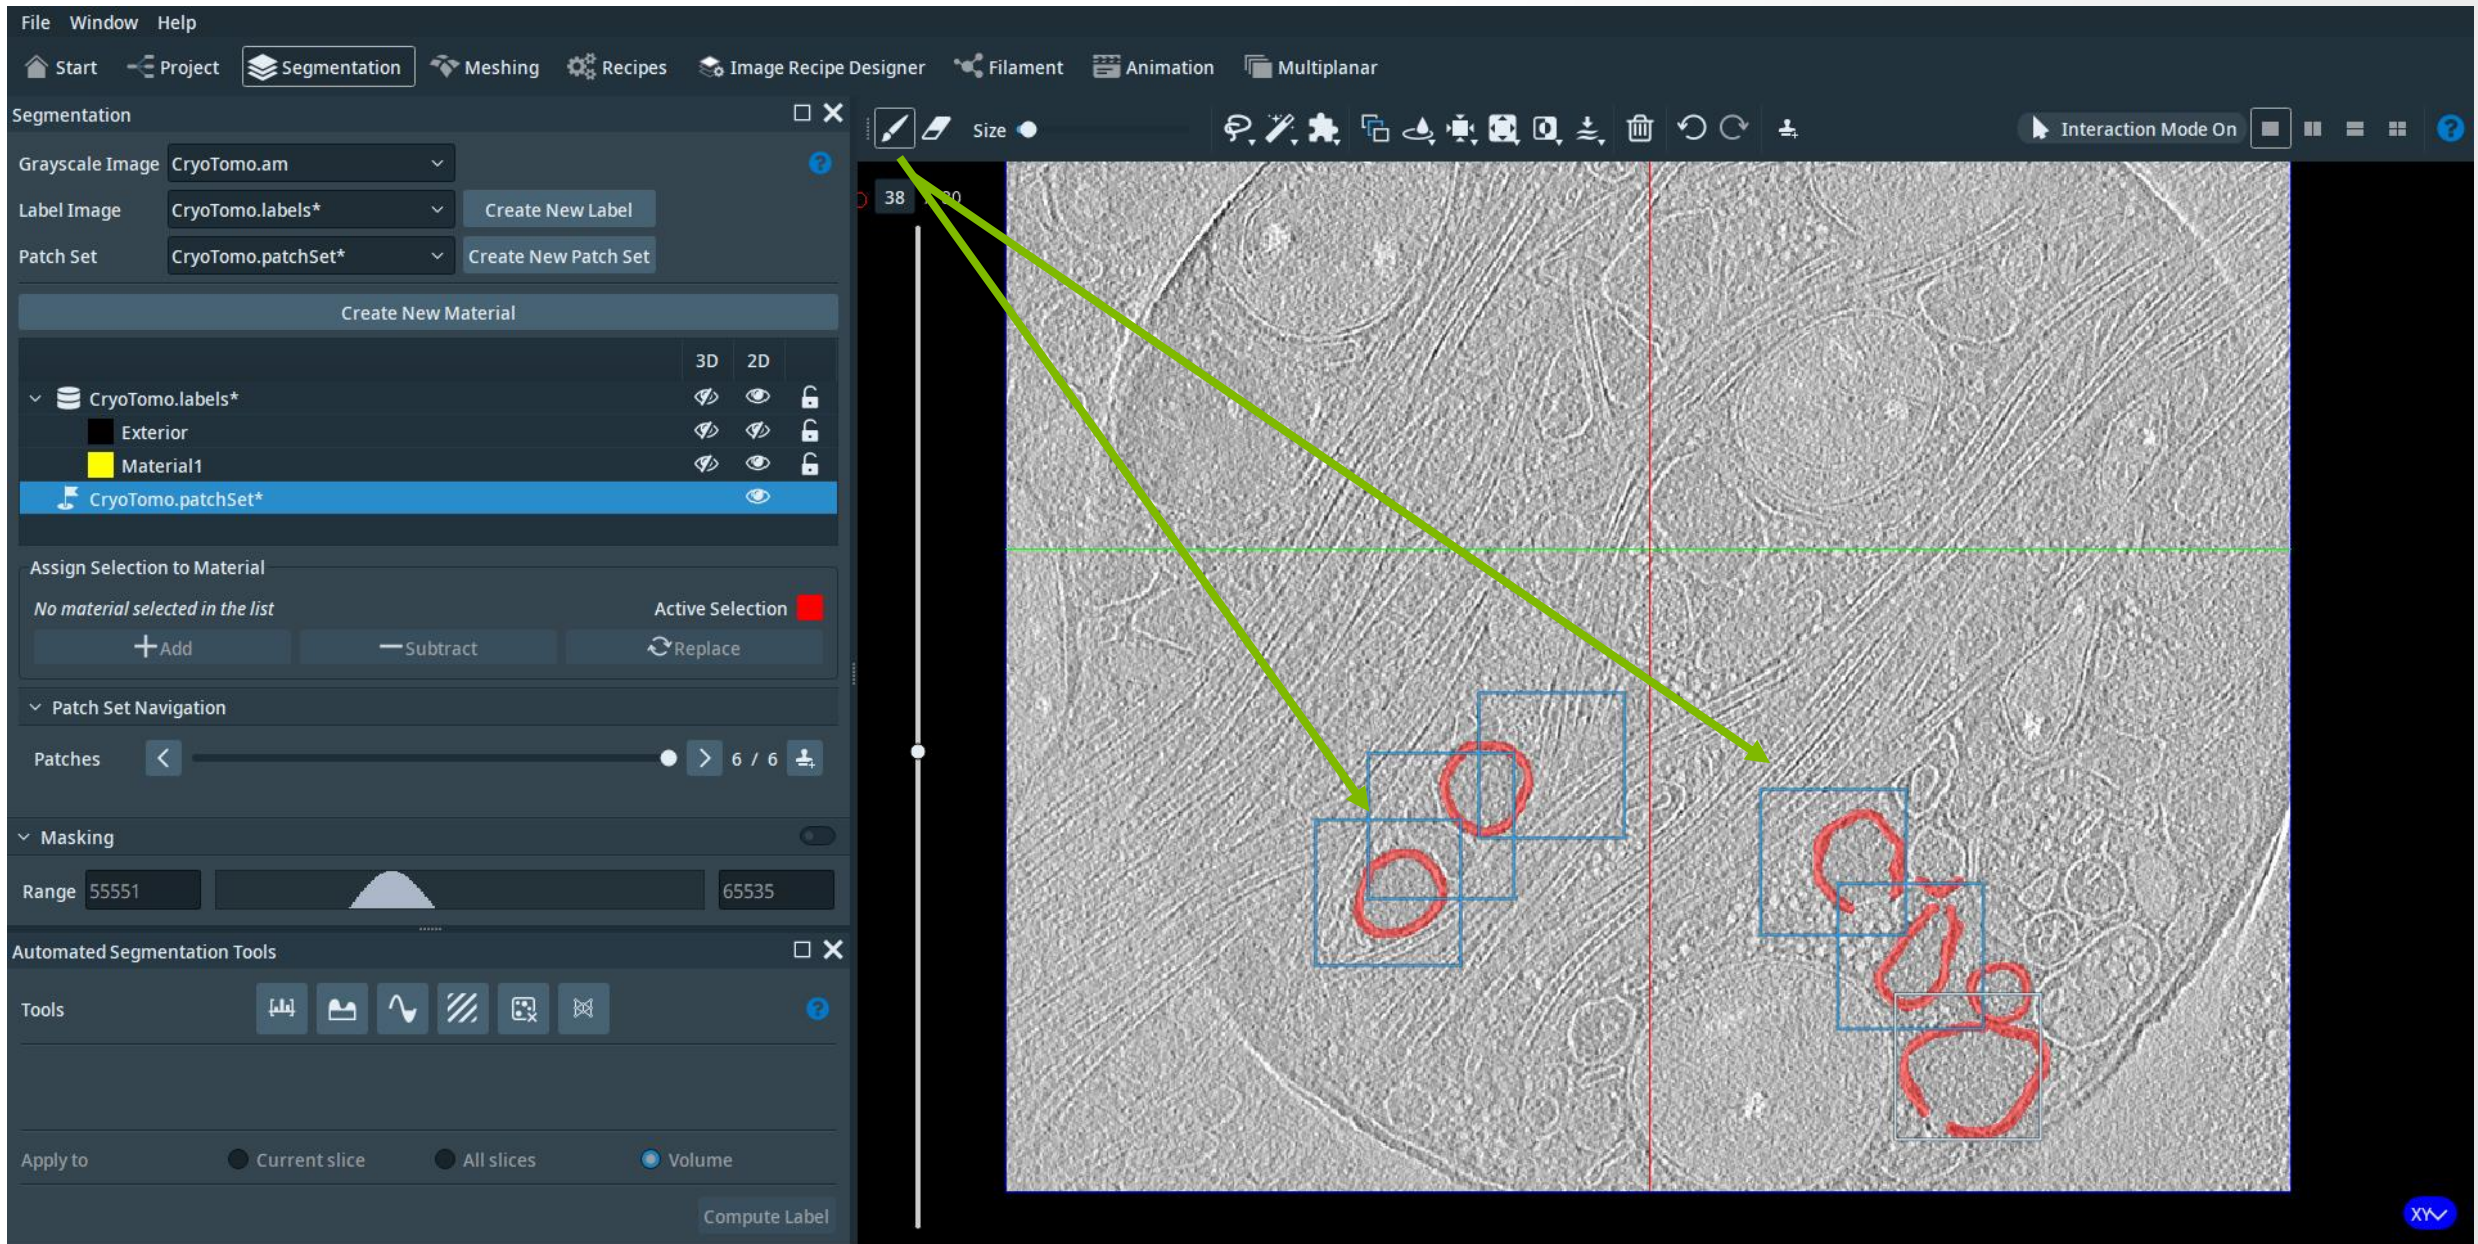 File Window Help
Start Project Segmentation Meshing Recipes Image Recipe Designer Filament Animation Multiplanar
Segmentation
Size
Interaction Mode On
Grayscale Image CryoTomo.am
Label Image CryoTomo.labels* Create New Label
38
Patch Set CryoTomo.patchSet* Create New Patch Set
Create New Material
3D 2D
CryoTomo.labels*
Exterior
Material1
CryoTomo.patchSet*
Assign Selection to Material
No material selected in the list Active Selection
Add Subtract Replace
Patch Set Navigation
Patches 6 / 6
Masking
Range 55551 65535
Automated Segmentation Tools
Tools
Apply to Current slice All slices Volume
Compute Label
XY